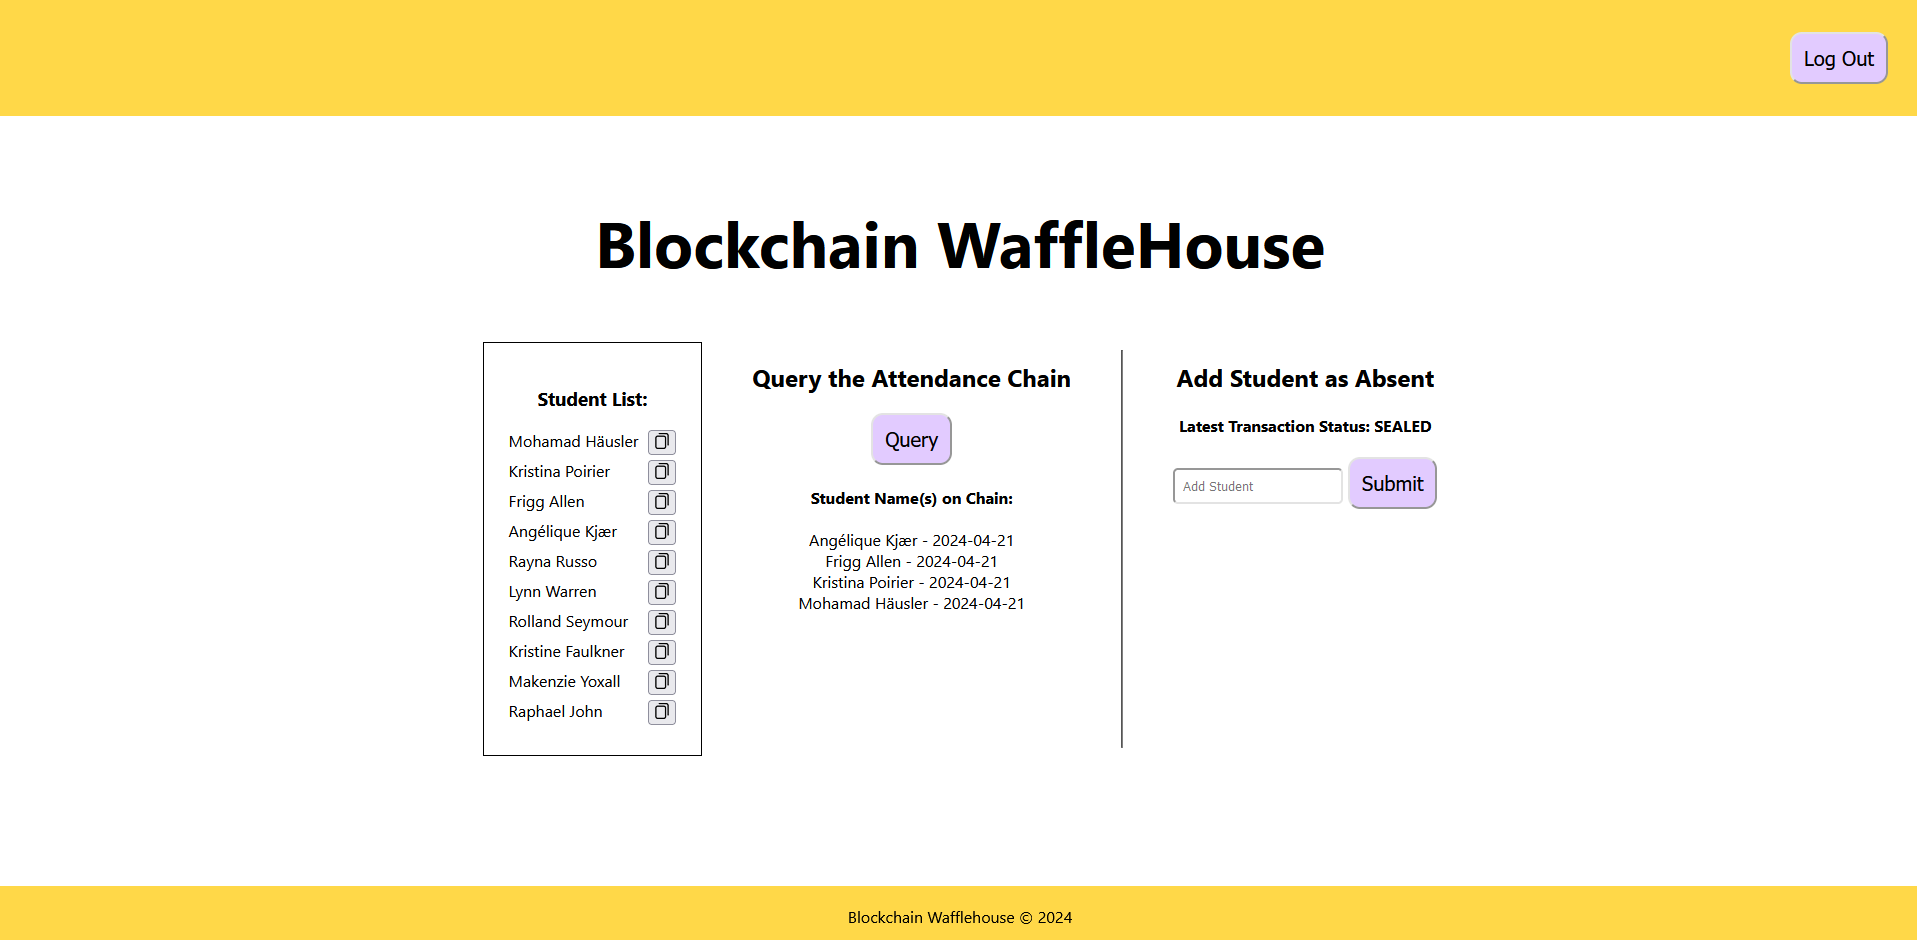 Log Out
Blockchain WaffleHouse
Student List:
Mohamad Häusler
Kristina Poirier
Frigg Allen
Angélique Kjær
Rayna Russo
Lynn Warren
Rolland Seymour
Kristine Faulkner
Makenzie Yoxall
Raphael John
Query the Attendance Chain
Query
Student Name(s) on Chain:
Angélique Kjær - 2024-04-21
Frigg Allen - 2024-04-21
Kristina Poirier - 2024-04-21
Mohamad Häusler - 2024-04-21
Add Student as Absent
Latest Transaction Status: SEALED
Add Student
Submit
Blockchain Wafflehouse © 2024